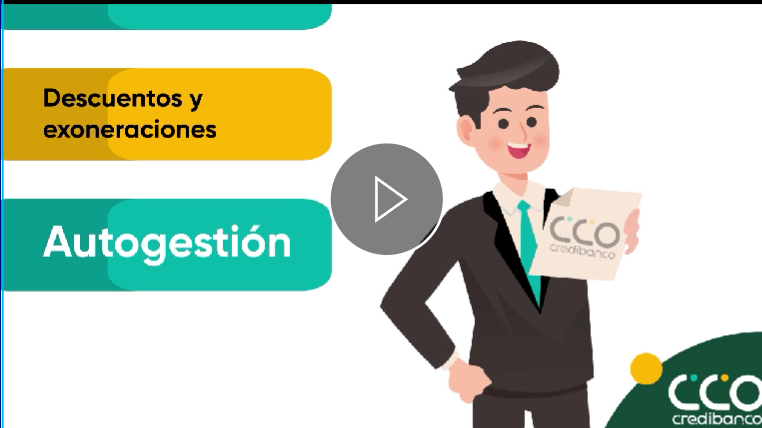 Descuentos y
exoneraciones
Autogestión
CCO
credibanco
CCO
credibanco